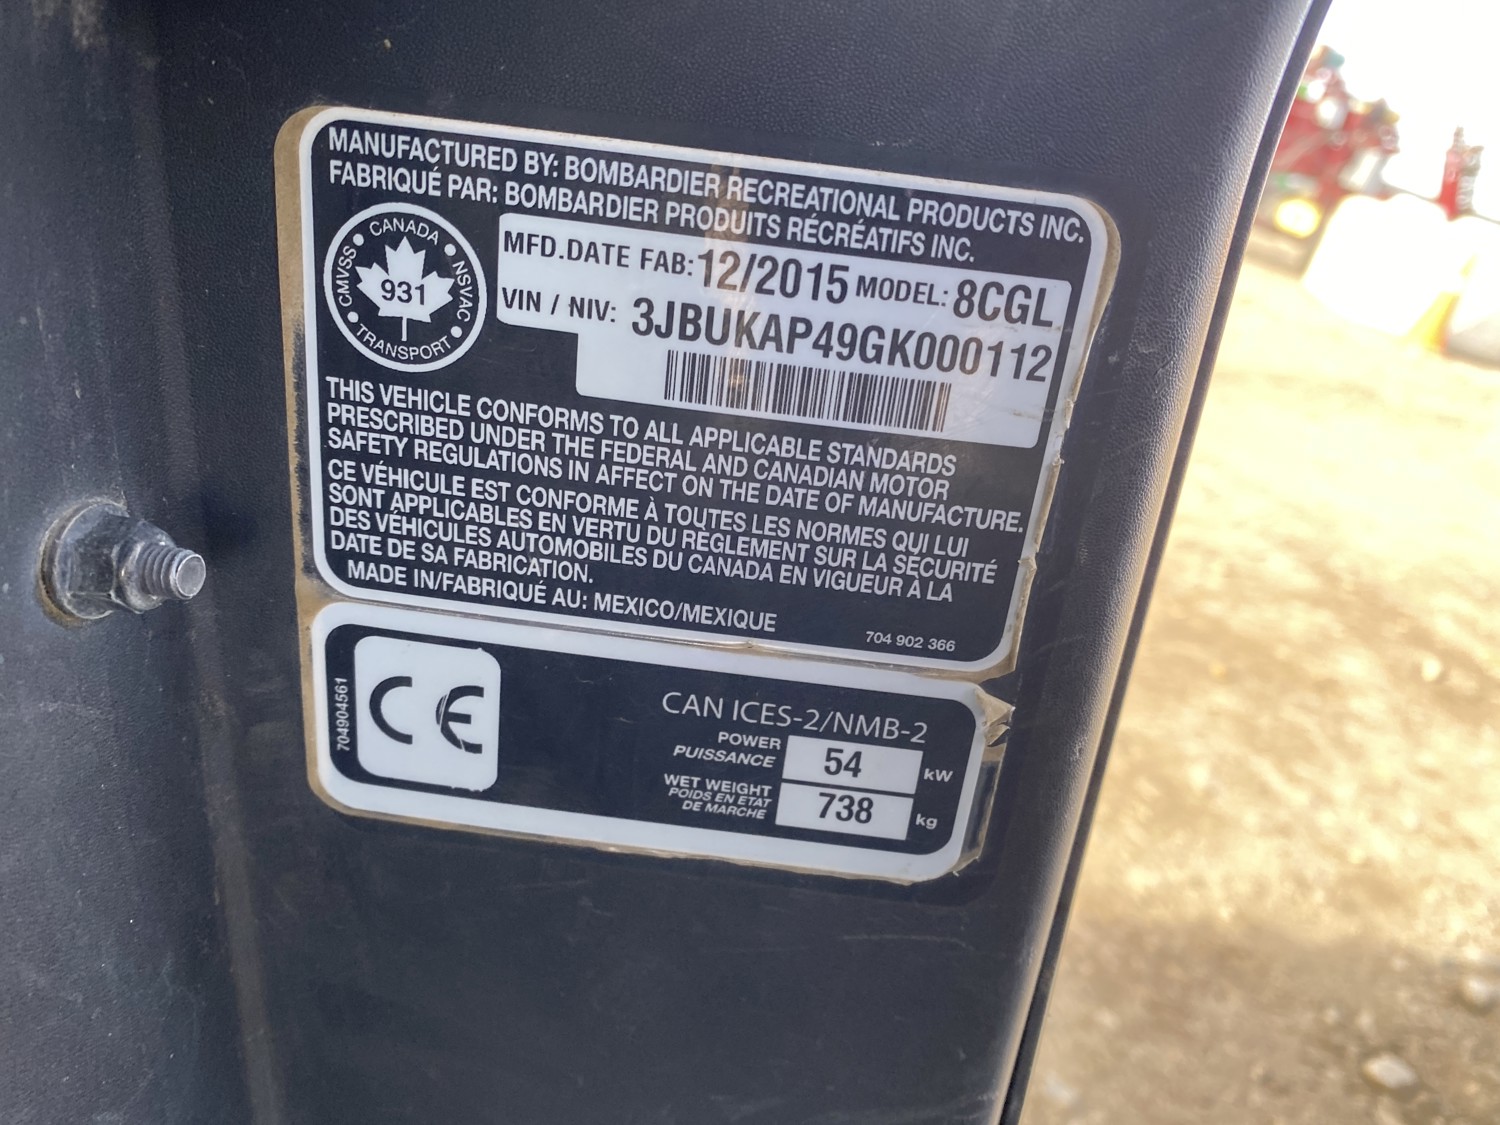 MANUFACTURED BY: BOMBARDIER RECREATIONAL PRODUCTS INC.
FABRIQUÉ PAR: BOMBARDIER PRODUITS RÉCRÉATIFS INC.
CANADA
CMVSS
NSVAC
931
TRANSPORT
MFD.DATE FAB: 12/2015 MODEL: 8CGL
VIN / NIV: 3JBUKAP49GK000112
THIS VEHICLE CONFORMS TO ALL APPLICABLE STANDARDS
PRESCRIBED UNDER THE FEDERAL AND CANADIAN MOTOR
SAFETY REGULATIONS IN AFFECT ON THE DATE OF MANUFACTURE.
CE VÉHICULE EST CONFORME À TOUTES LES NORMES QUI LUI
SONT APPLICABLES EN VERTU DU RÈGLEMENT SUR LA SÉCURITÉ
DES VÉHICULES AUTOMOBILES DU CANADA EN VIGUEUR À LA
DATE DE SA FABRICATION.
MADE IN/FABRIQUÉ AU: MEXICO/MEXIQUE
704 902 366
704904561
CE
CAN ICES-2/NMB-2
POWER
PUISSANCE
54 kW
WET WEIGHT
POIDS EN ETAT
DE MARCHE
738 kg